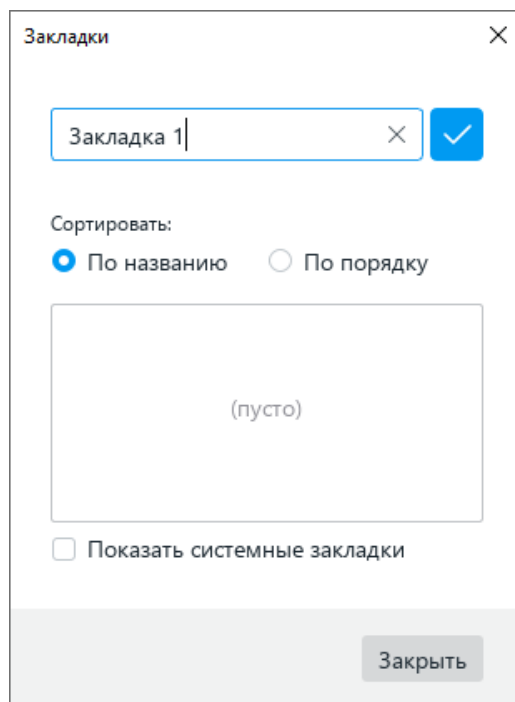 Закладки
Закладка 1
Сортировать:
По названию По порядку
(пусто)
Показать системные закладки
Закрыть